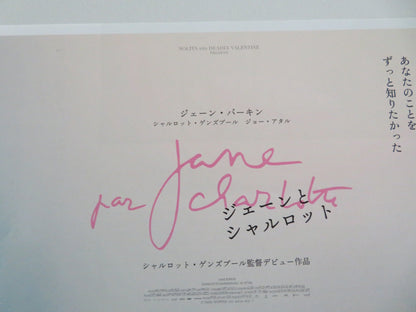 NOLITA and DEADLY VALENTINE
あなたのことを
ずっと知りたかった
ジェーン・バーキン
シャルロット・ゲンズブール　ジョー・アタル
Jane
par Charlotte
ジェーンと
シャルロット
シャルロット・ゲンズブール監督デビュー作品